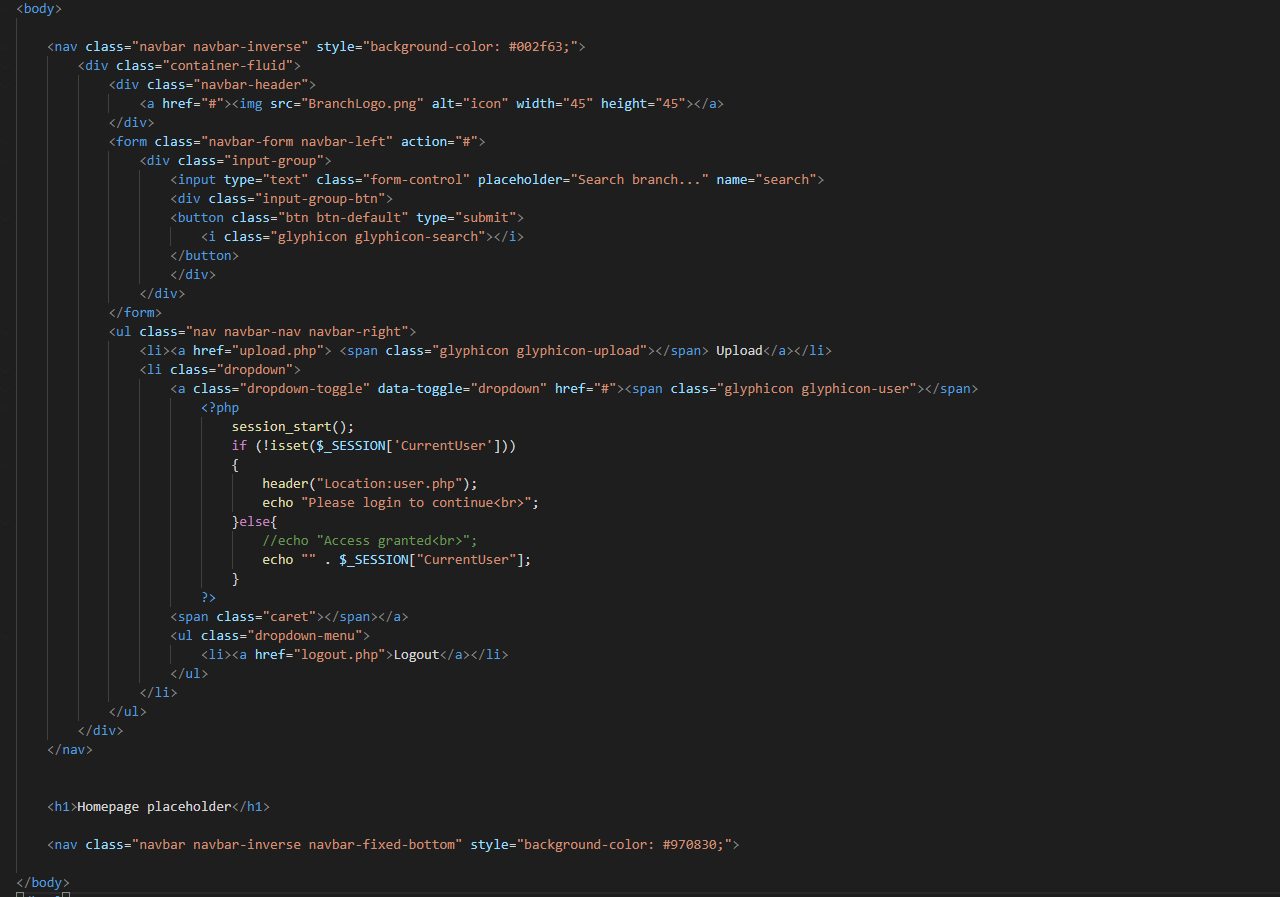 <body>
<nav class="navbar navbar-inverse" style="background-color: #002f63;">
<div class="container-fluid">
<div class="navbar-header">
<a href="#"><img src="BranchLogo.png" alt="icon" width="45" height="45"></a>
</div>
<form class="navbar-form navbar-left" action="#">
<div class="input-group">
<input type="text" class="form-control" placeholder="Search branch..." name="search">
<div class="input-group-btn">
<button class="btn btn-default" type="submit">
<i class="glyphicon glyphicon-search"></i>
</button>
</div>
</div>
</form>
<ul class="nav navbar-nav navbar-right">
<li><a href="upload.php"> <span class="glyphicon glyphicon-upload"></span> Upload</a></li>
<li class="dropdown">
<a class="dropdown-toggle" data-toggle="dropdown" href="#"><span class="glyphicon glyphicon-user"></span>
<?php
session_start();
if (!isset($_SESSION['CurrentUser']))
{
header("Location:user.php");
echo "Please login to continue<br>";
}else{
//echo "Access granted<br>";
echo "" . $_SESSION["CurrentUser"];
}
?>
<span class="caret"></span></a>
<ul class="dropdown-menu">
<li><a href="logout.php">Logout</a></li>
</ul>
</li>
</ul>
</div>
</nav>
<h1>Homepage placeholder</h1>
<nav class="navbar navbar-inverse navbar-fixed-bottom" style="background-color: #970830;">
</body>